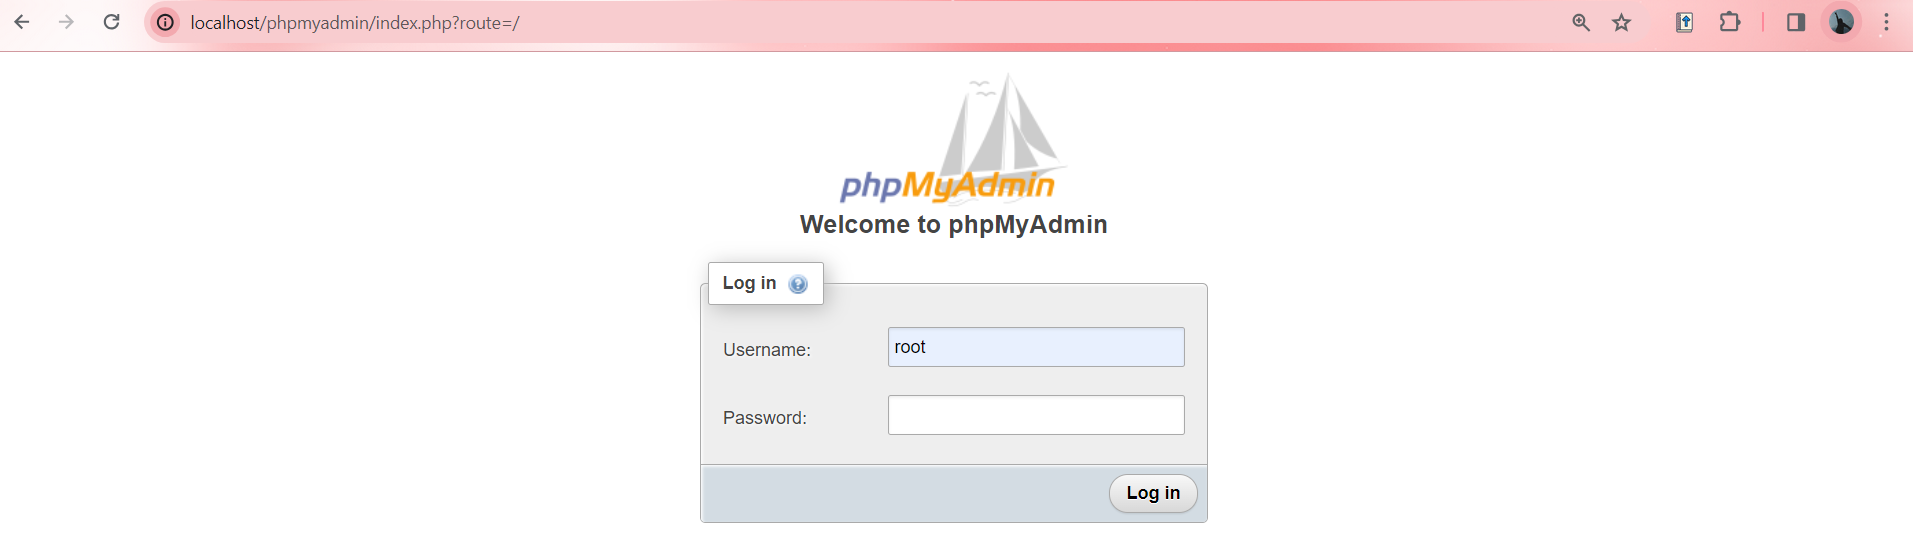 localhost/phpmyadmin/index.php?route=/
phpMyAdmin
Welcome to phpMyAdmin
Log in
Username:
root
Password:
Log in